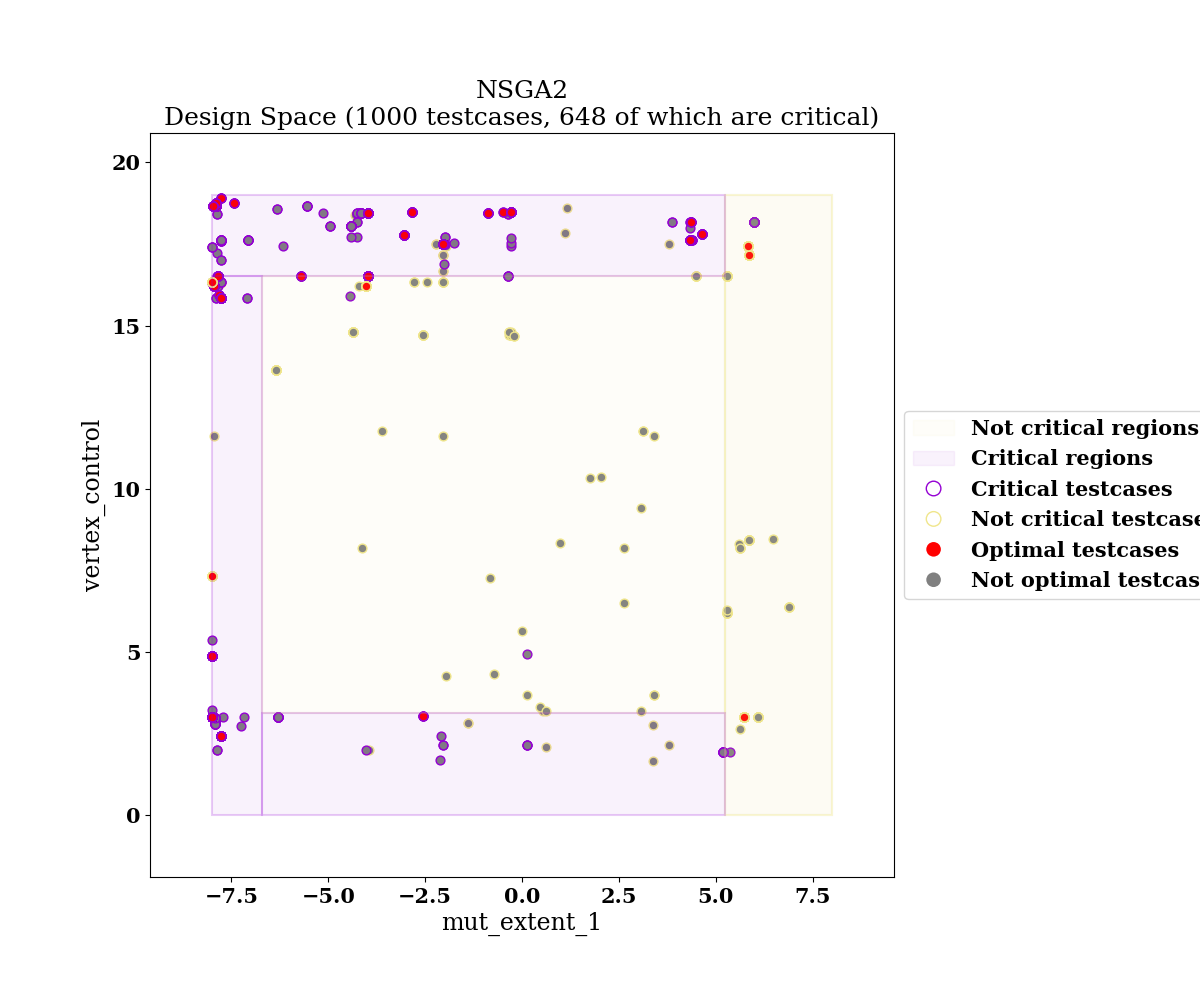 NSGA2
Design Space (1000 testcases, 648 of which are critical)
20
15
10
5
0
vertex_control
−7.5 −5.0 −2.5 0.0 2.5 5.0 7.5
mut_extent_1
Not critical regions
Critical regions
Critical testcases
Not critical testcase
Optimal testcases
Not optimal testcas